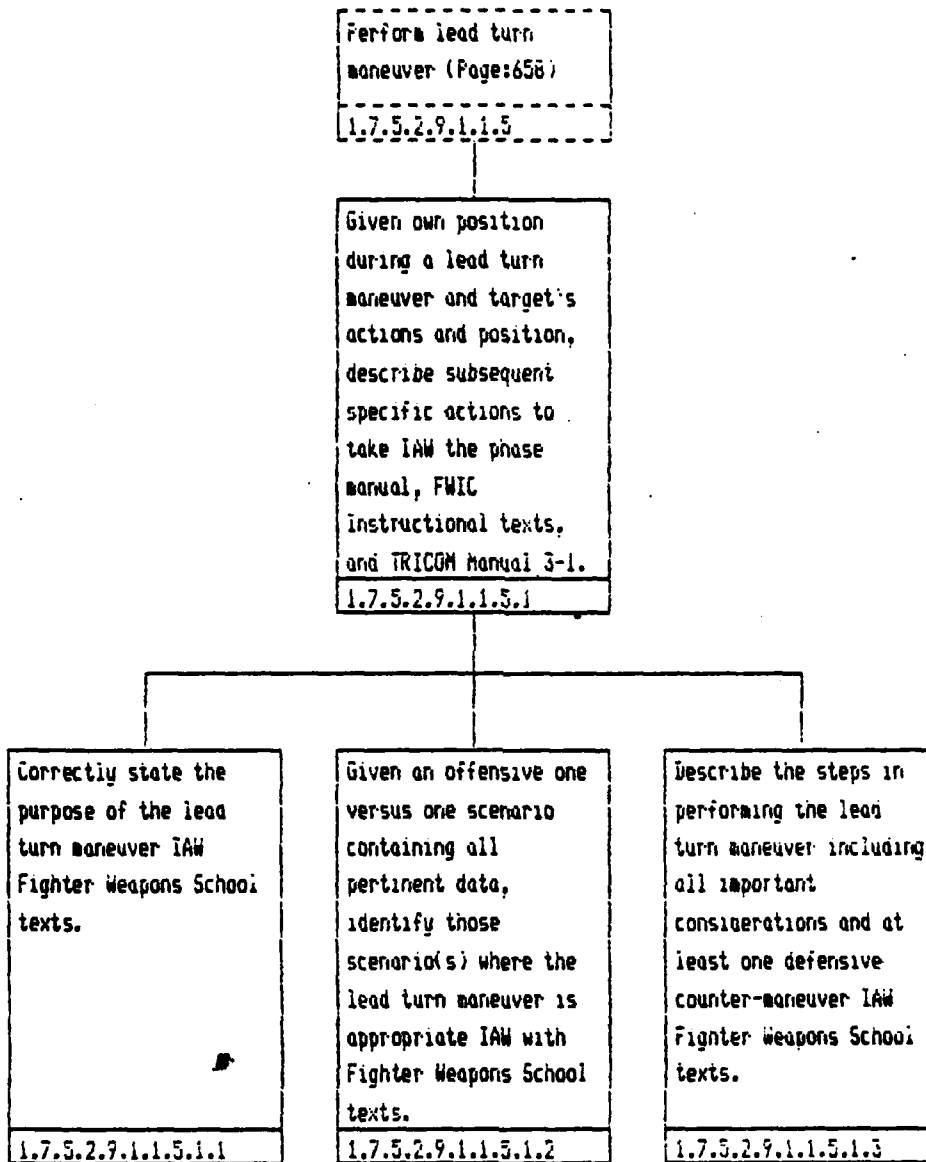 Perform lead turn
maneuver (Page:658)
1.7.5.2.9.1.1.5
Given own position
during a lead turn
maneuver and target's
actions and position,
describe subsequent
specific actions to
take IAW the phase
manual, FWIC
Instructional texts,
and TRICOM Manual 3-1.
1.7.5.2.9.1.1.5.1
Correctly state the
purpose of the lead
turn maneuver IAW
Fighter Weapons School
texts.
1.7.5.2.9.1.1.5.1.1
Given an offensive one
versus one scenario
containing all
pertinent data,
identify those
scenario(s) where the
lead turn maneuver is
appropriate IAW with
Fighter Weapons School
texts.
1.7.5.2.9.1.1.5.1.2
Describe the steps in
performing the lead
turn maneuver including
all important
considerations and at
least one defensive
counter-maneuver IAW
Fighter Weapons School
texts.
1.7.5.2.9.1.1.5.1.3